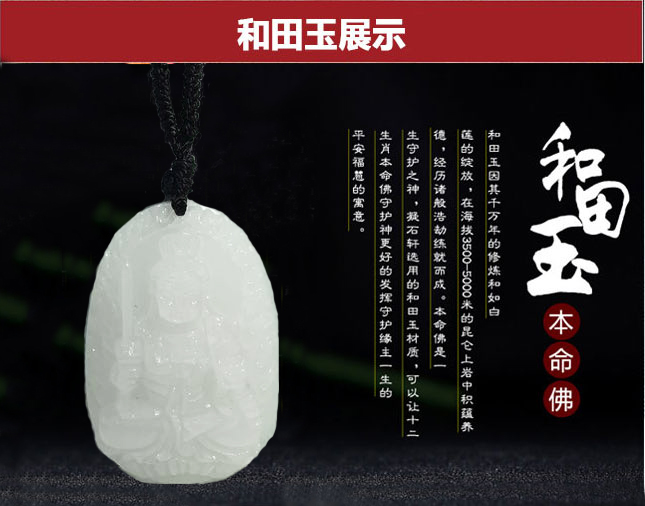 和田玉展示
和田玉
本命佛
和田玉因其千万年的修炼和如白
莲的绽放，在海拔3500-5000米的昆仑上岩中积蕴养
德，经历诸般浩劫练就而成。本命佛是一
生守护之神，凝石轩选用的和田玉材质，可以让十二
生肖本命佛守护神更好的发挥守护缘主一生的
平安福慧的寓意。